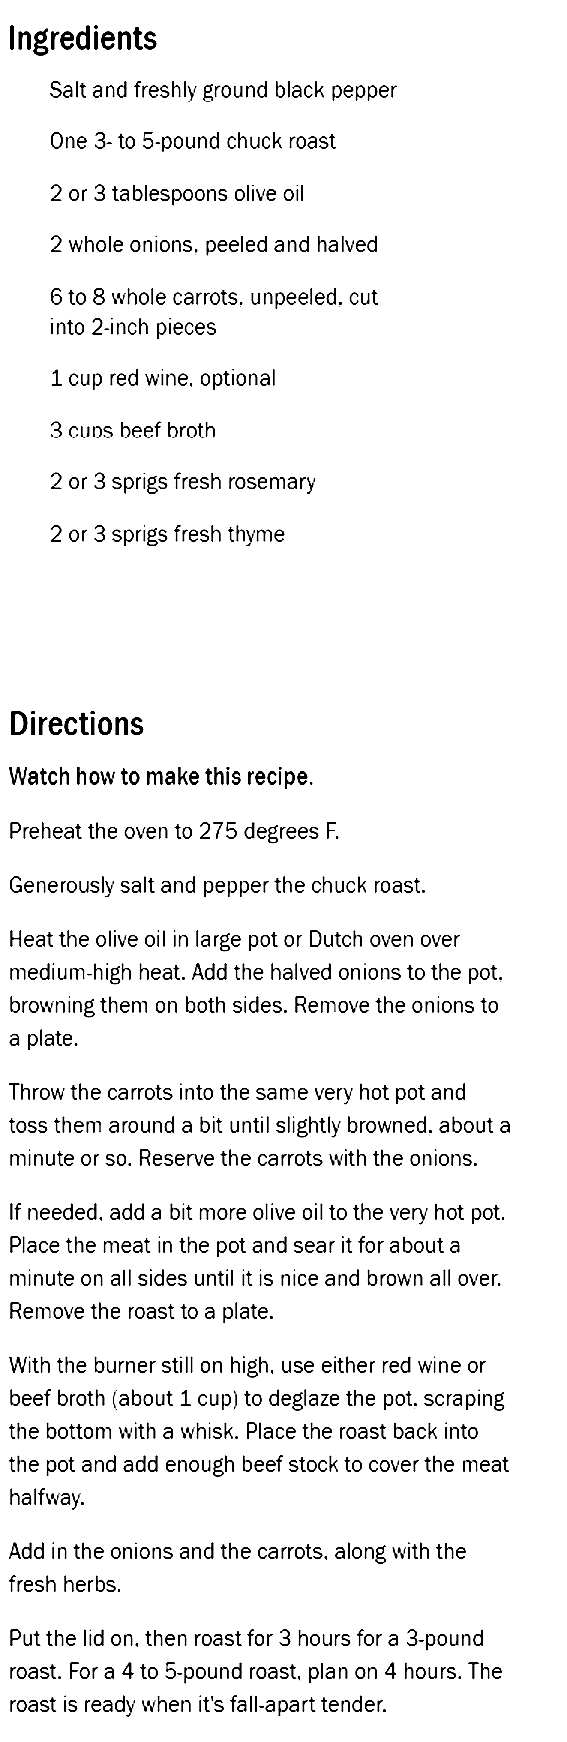 Ingredients
Salt and freshly ground black pepper
One 3- to 5-pound chuck roast
2 or 3 tablespoons olive oil
2 whole onions, peeled and halved
6 to 8 whole carrots, unpeeled, cut
into 2-inch pieces
1 cup red wine, optional
3 cups beef broth
2 or 3 sprigs fresh rosemary
2 or 3 sprigs fresh thyme
Directions
Watch how to make this recipe.
Preheat the oven to 275 degrees F.
Generously salt and pepper the chuck roast.
Heat the olive oil in large pot or Dutch oven over
medium-high heat. Add the halved onions to the pot,
browning them on both sides. Remove the onions to
a plate.
Throw the carrots into the same very hot pot and
toss them around a bit until slightly browned, about a
minute or so. Reserve the carrots with the onions.
If needed, add a bit more olive oil to the very hot pot.
Place the meat in the pot and sear it for about a
minute on all sides until it is nice and brown all over.
Remove the roast to a plate.
With the burner still on high, use either red wine or
beef broth (about 1 cup) to deglaze the pot, scraping
the bottom with a whisk. Place the roast back into
the pot and add enough beef stock to cover the meat
halfway.
Add in the onions and the carrots, along with the
fresh herbs.
Put the lid on, then roast for 3 hours for a 3-pound
roast. For a 4 to 5-pound roast, plan on 4 hours. The
roast is ready when it's fall-apart tender.